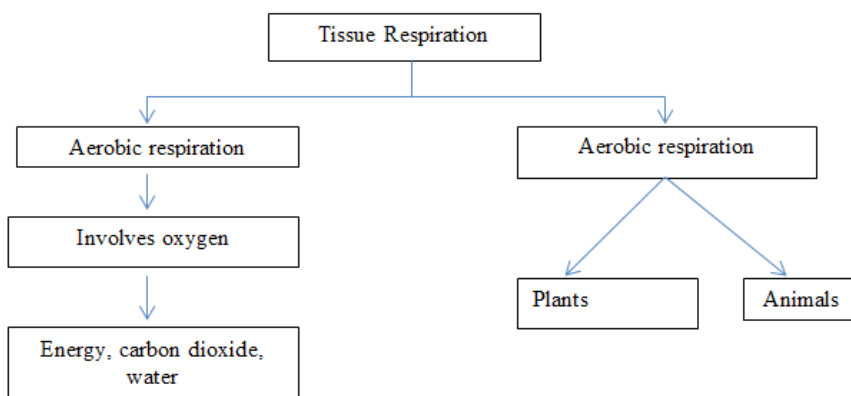 Tissue Respiration
Aerobic respiration
Aerobic respiration
Involves oxygen
Plants
Animals
Energy, carbon dioxide,
water